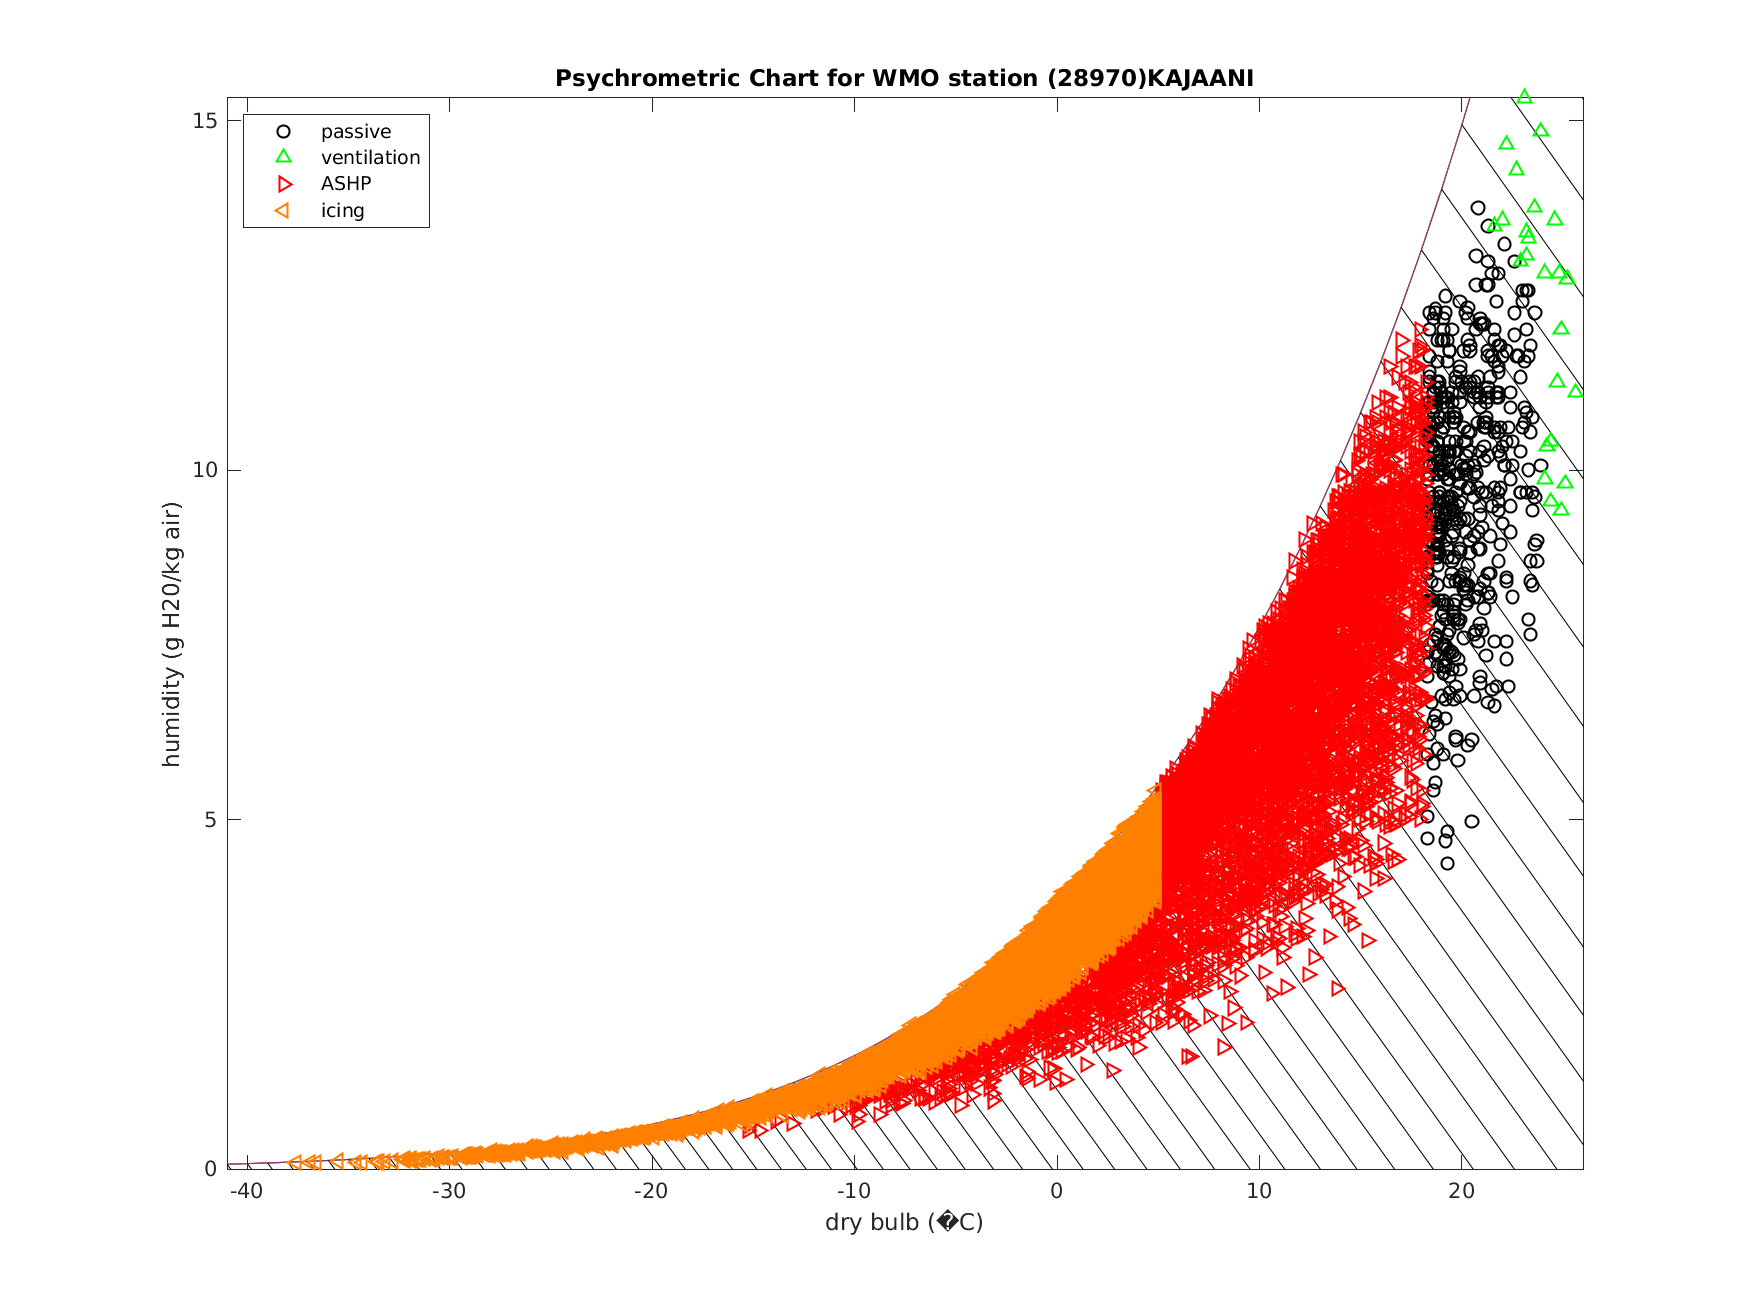 Psychrometric Chart for WMO station (28970)KAJAANI
passive
ventilation
ASHP
icing
15
10
5
0
humidity (g H20/kg air)
-40 -30 -20 -10 0 10 20
dry bulb (�C)